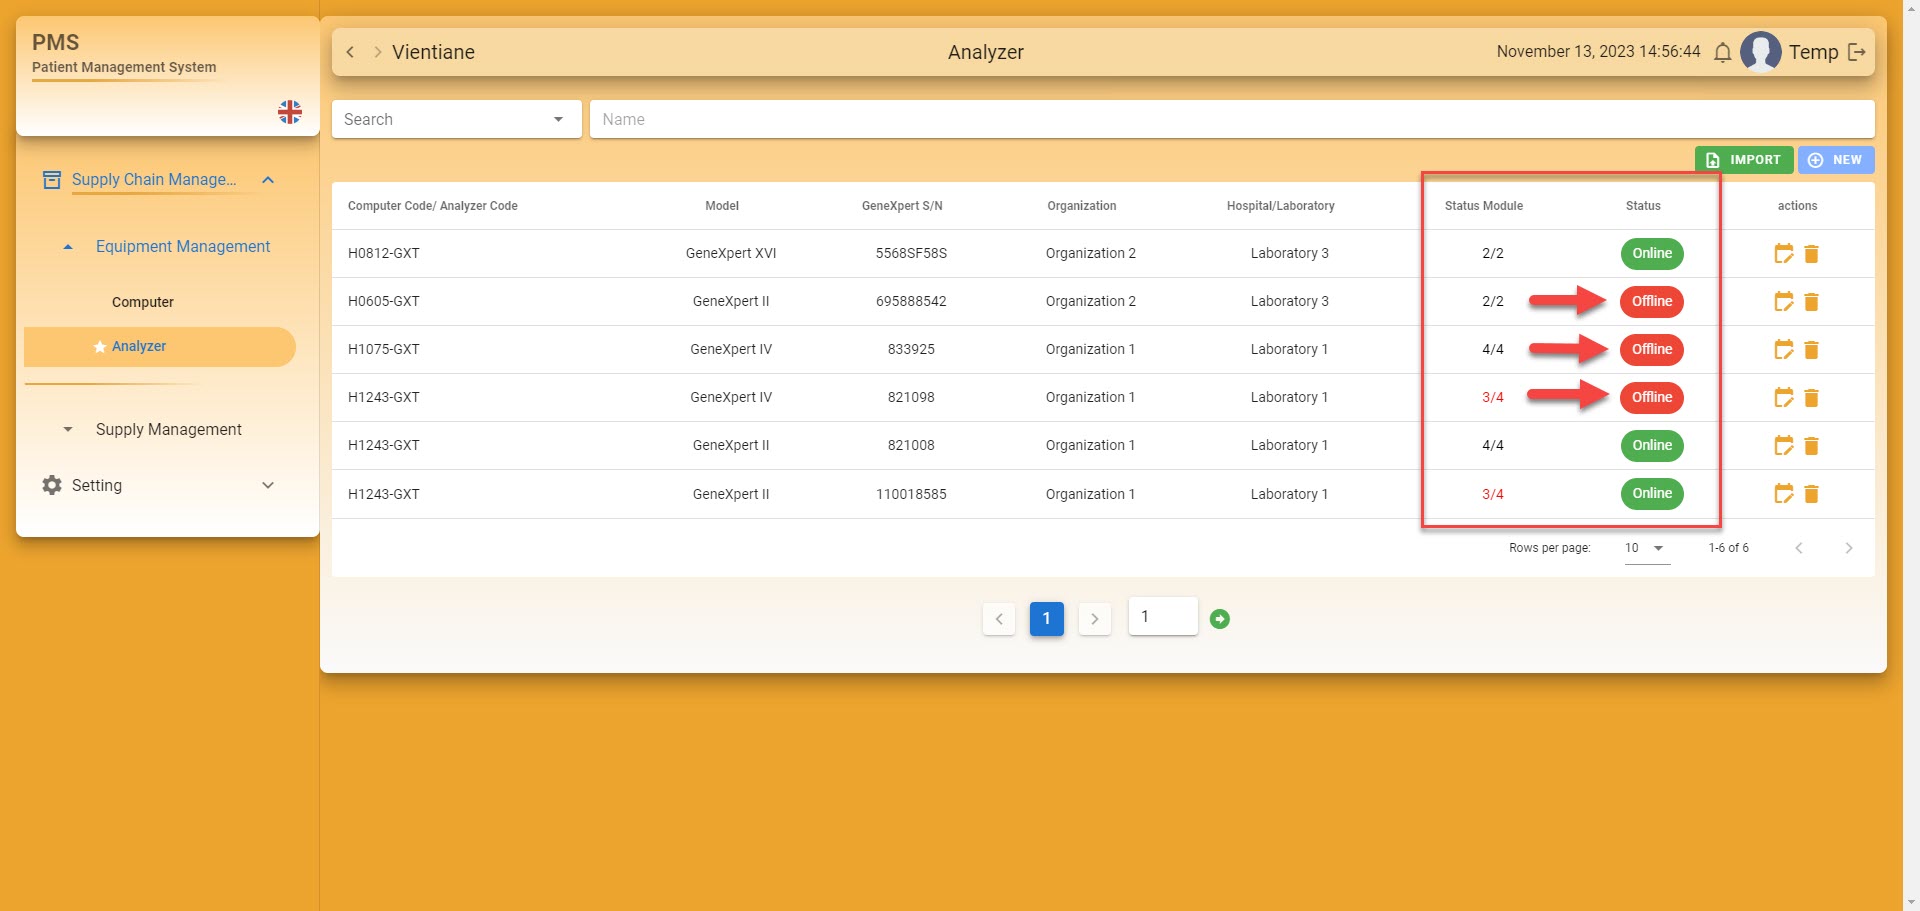 PMS
Patient Management System
Supply Chain Manage...
Equipment Management
Computer
Analyzer
Supply Management
Setting
Vientiane
Analyzer
November 13, 2023 14:56:44
Temp
Search
Name
IMPORT
NEW
Computer Code/ Analyzer Code Model GeneXpert S/N Organization Hospital/Laboratory Status Module Status actions
H0812-GXT GeneXpert XVI 5568SF58S Organization 2 Laboratory 3 2/2 Online
H0605-GXT GeneXpert II 695888542 Organization 2 Laboratory 3 2/2 Offline
H1075-GXT GeneXpert IV 833925 Organization 1 Laboratory 1 4/4 Offline
H1243-GXT GeneXpert IV 821098 Organization 1 Laboratory 1 3/4 Offline
H1243-GXT GeneXpert II 821008 Organization 1 Laboratory 1 4/4 Online
H1243-GXT GeneXpert II 110018585 Organization 1 Laboratory 1 3/4 Online
Rows per page: 10 1-6 of 6
1 1